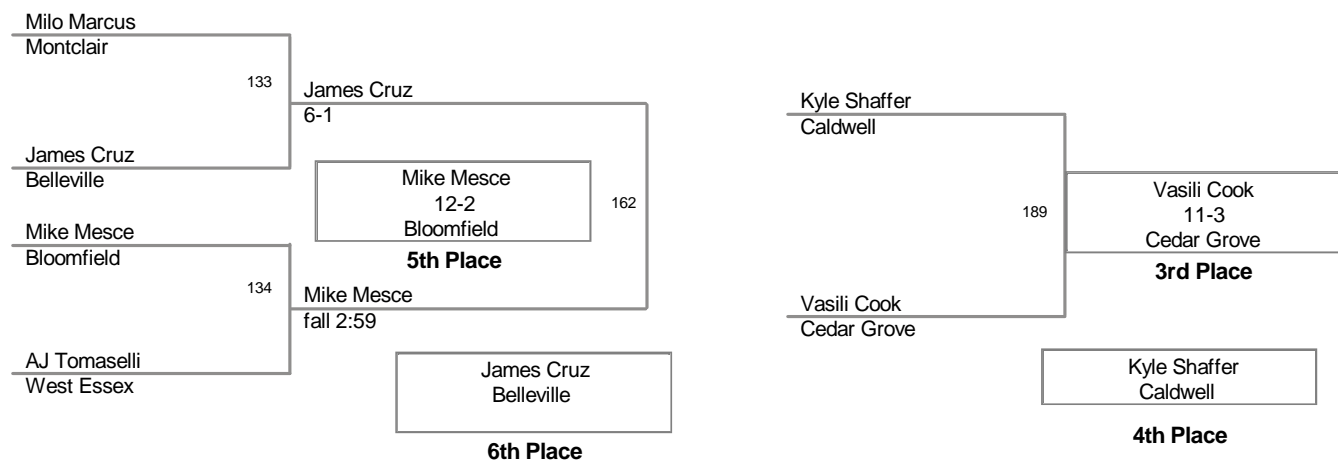 Milo Marcus
Montclair
133
James Cruz
6-1
James Cruz
Belleville
Mike Mesce
12-2
Bloomfield
5th Place
162
Mike Mesce
Bloomfield
134
Mike Mesce
fall 2:59
AJ Tomaselli
West Essex
James Cruz
Belleville
6th Place
Kyle Shaffer
Caldwell
189
Vasili Cook
11-3
Cedar Grove
3rd Place
Vasili Cook
Cedar Grove
Kyle Shaffer
Caldwell
4th Place